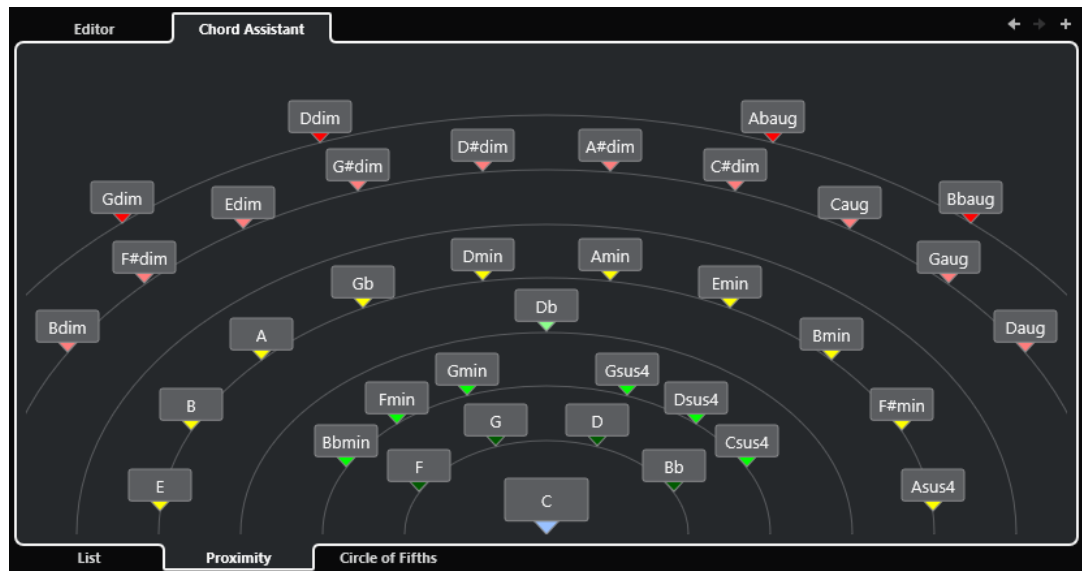 Editor
Chord Assistant
Ddim
Abaug
D#dim
A#dim
G#dim
C#dim
Gdim
Edim
Caug
Bbaug
F#dim
Dmin
Amin
Gaug
Gb
Emin
Db
Bdim
A
Bmin
Daug
Gmin
Gsus4
Fmin
Dsus4
B
F#min
G
D
Bbmin
Csus4
F
Bb
E
C
Asus4
List
Proximity
Circle of Fifths